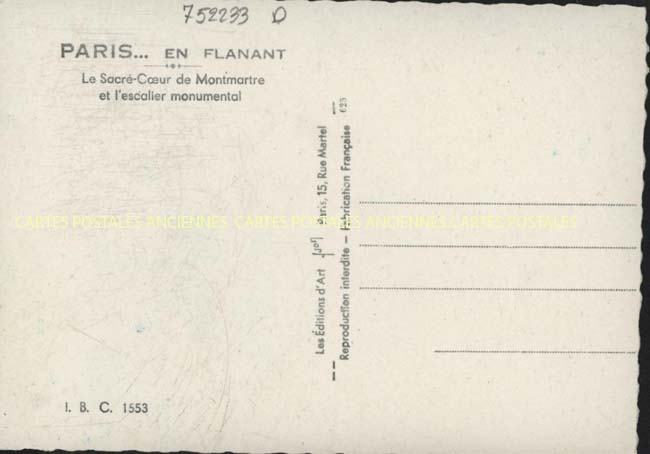 752233 D
PARIS... EN FLANANT
Le Sacré-Cœur de Montmartre
et l'escalier monumental
CARTES POSTALES ANCIENNES CARTES POSTALES ANCIENNES CARTES POSTALES
Les Éditions d'Art Paris, 15, Rue Martel
Reproduction interdite — Fabrication Française
625
I. B. C. 1553